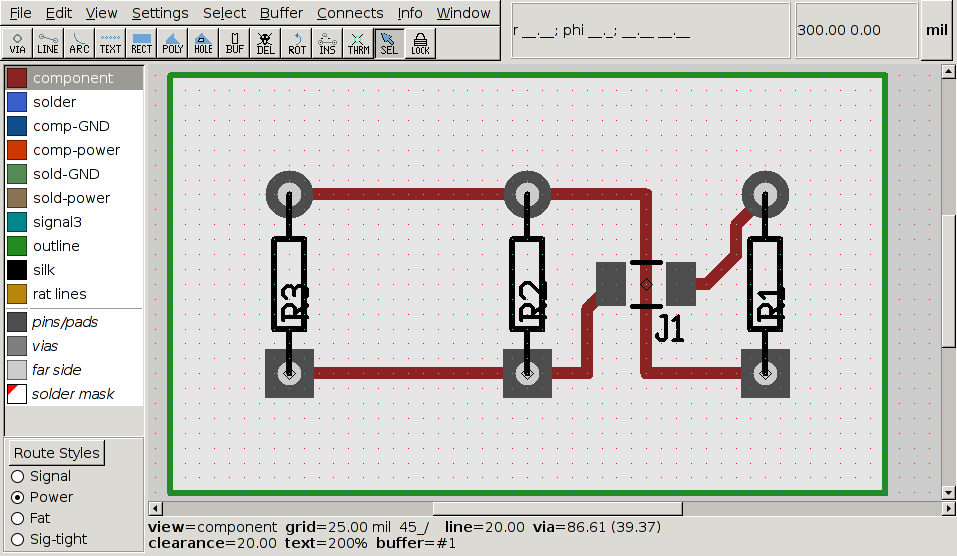 File Edit View Settings Select Buffer Connects Info Window
r __.__; phi __._; __.__ __.__
300.00 0.00
mil
VIA LINE ARC TEXT RECT POLY HOLE BUF DEL ROT INS THRM SEL LOCK
component
solder
comp-GND
comp-power
sold-GND
sold-power
signal3
outline
silk
rat lines
pins/pads
vias
far side
solder mask
Route Styles
Signal
Power
Fat
Sig-tight
R3
R2
J1
R1
view=component grid=25.00 mil 45_/ line=20.00 via=86.61 (39.37)
clearance=20.00 text=200% buffer=#1